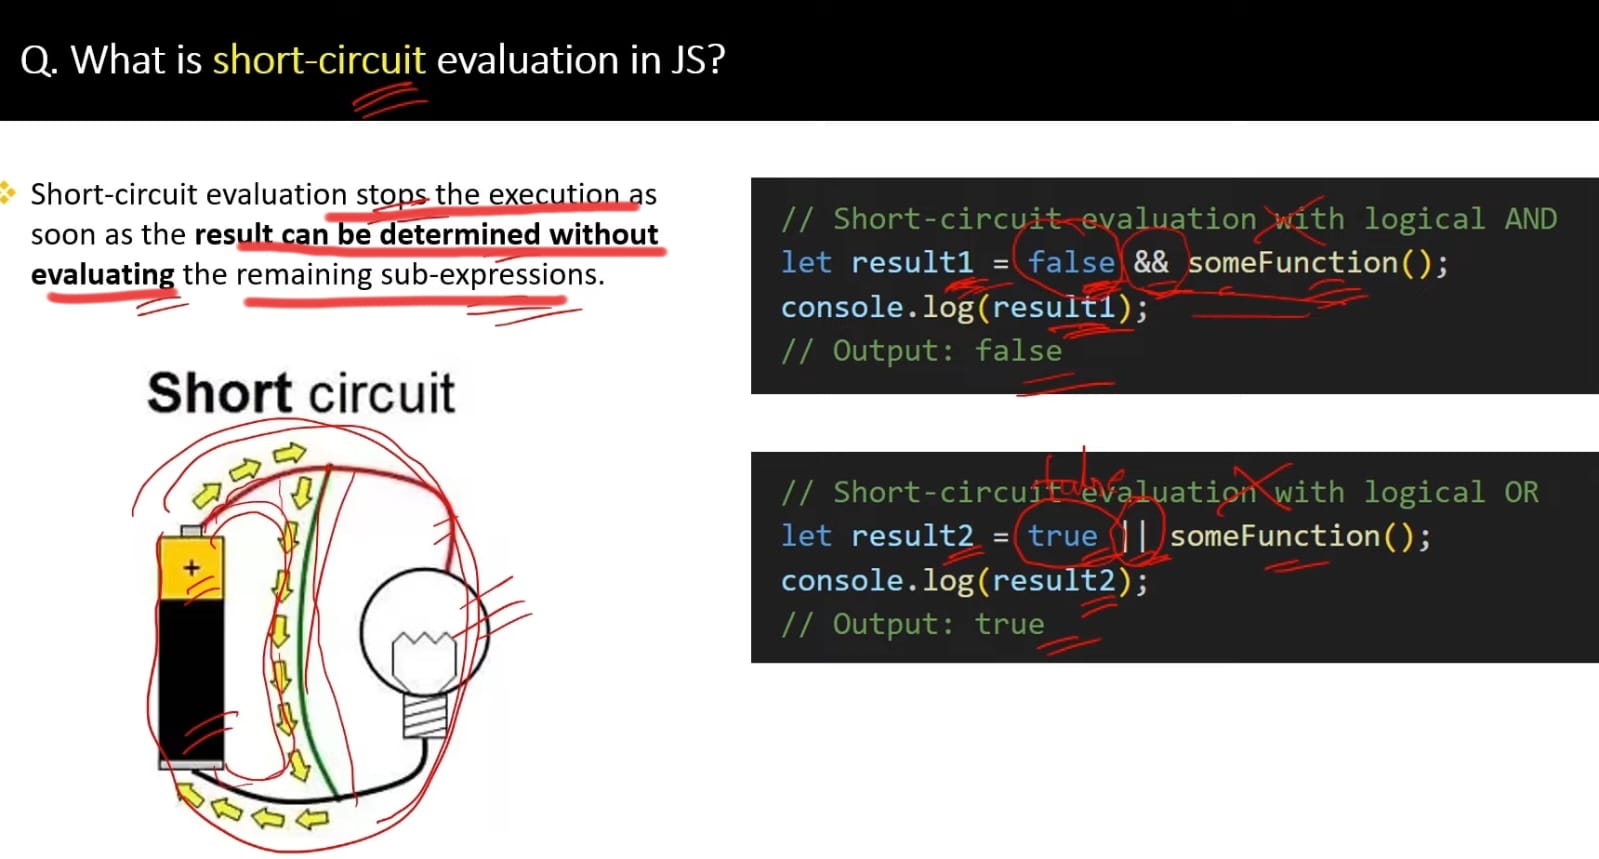 Q. What is short-circuit evaluation in JS?
Short-circuit evaluation stops the execution as
soon as the result can be determined without
evaluating the remaining sub-expressions.
Short circuit
+
// Short-circuit evaluation with logical AND
let result1 = false && someFunction();
console.log(result1);
// Output: false
// Short-circuit evaluation with logical OR
let result2 = true || someFunction();
console.log(result2);
// Output: true